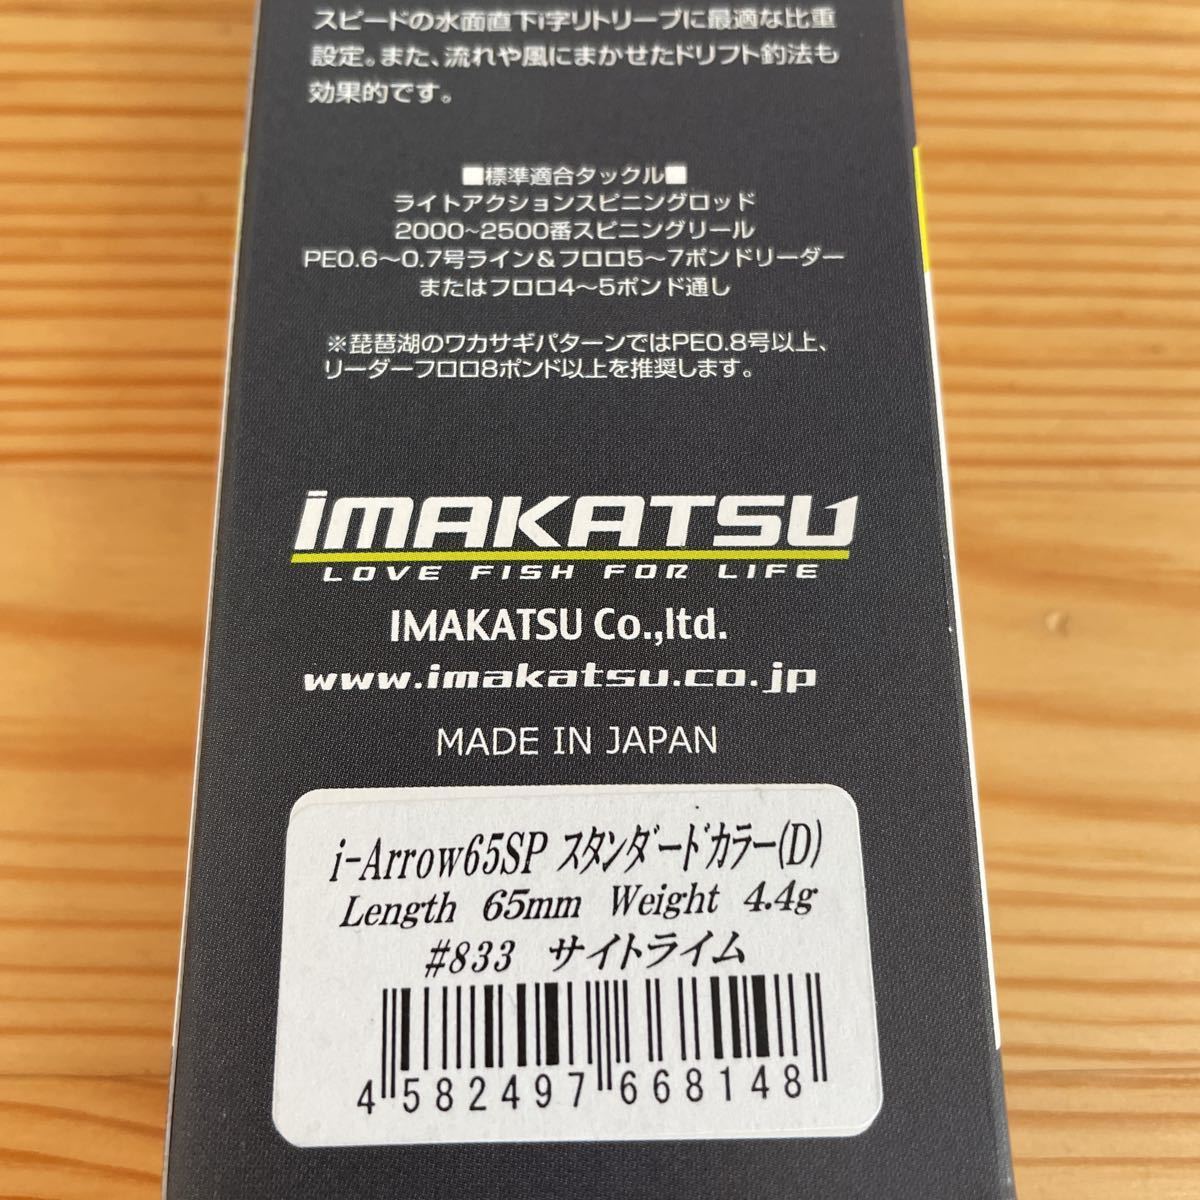 スピードの水面直下i字リトリーブに最適な比重
設定。また、流れや風にまかせたドリフト釣法も
効果的です。
■標準適合タックル■
ライトアクションスピニングロッド
2000〜2500番スピニングリール
PE0.6〜0.7号ライン&フロロ5〜7ポンドリーダー
またはフロロ4〜5ポンド通し
※琵琶湖のワカサギパターンではPE0.8号以上、
リーダーフロロ8ポンド以上を推奨します。
iMAKATSU
LOVE FISH FOR LIFE
IMAKATSU Co.,ltd.
www.imakatsu.co.jp
MADE IN JAPAN
i-Arrow65SP スタンダードカラー(D)
Length 65mm Weight 4.4g
#833 サイトライム
4 582497 668148